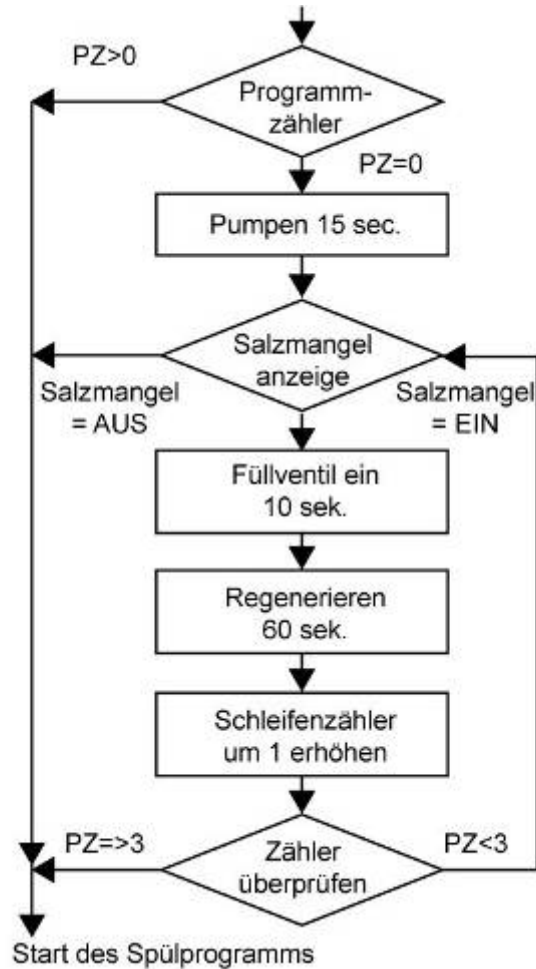 PZ>0
Programm-
zähler
PZ=0
Pumpen 15 sec.
Salzmangel
anzeige
Salzmangel
= AUS
Salzmangel
= EIN
Füllventil ein
10 sek.
Regenerieren
60 sek.
Schleifenzähler
um 1 erhöhen
PZ=>3
Zähler
überprüfen
PZ<3
Start des Spülprogramms